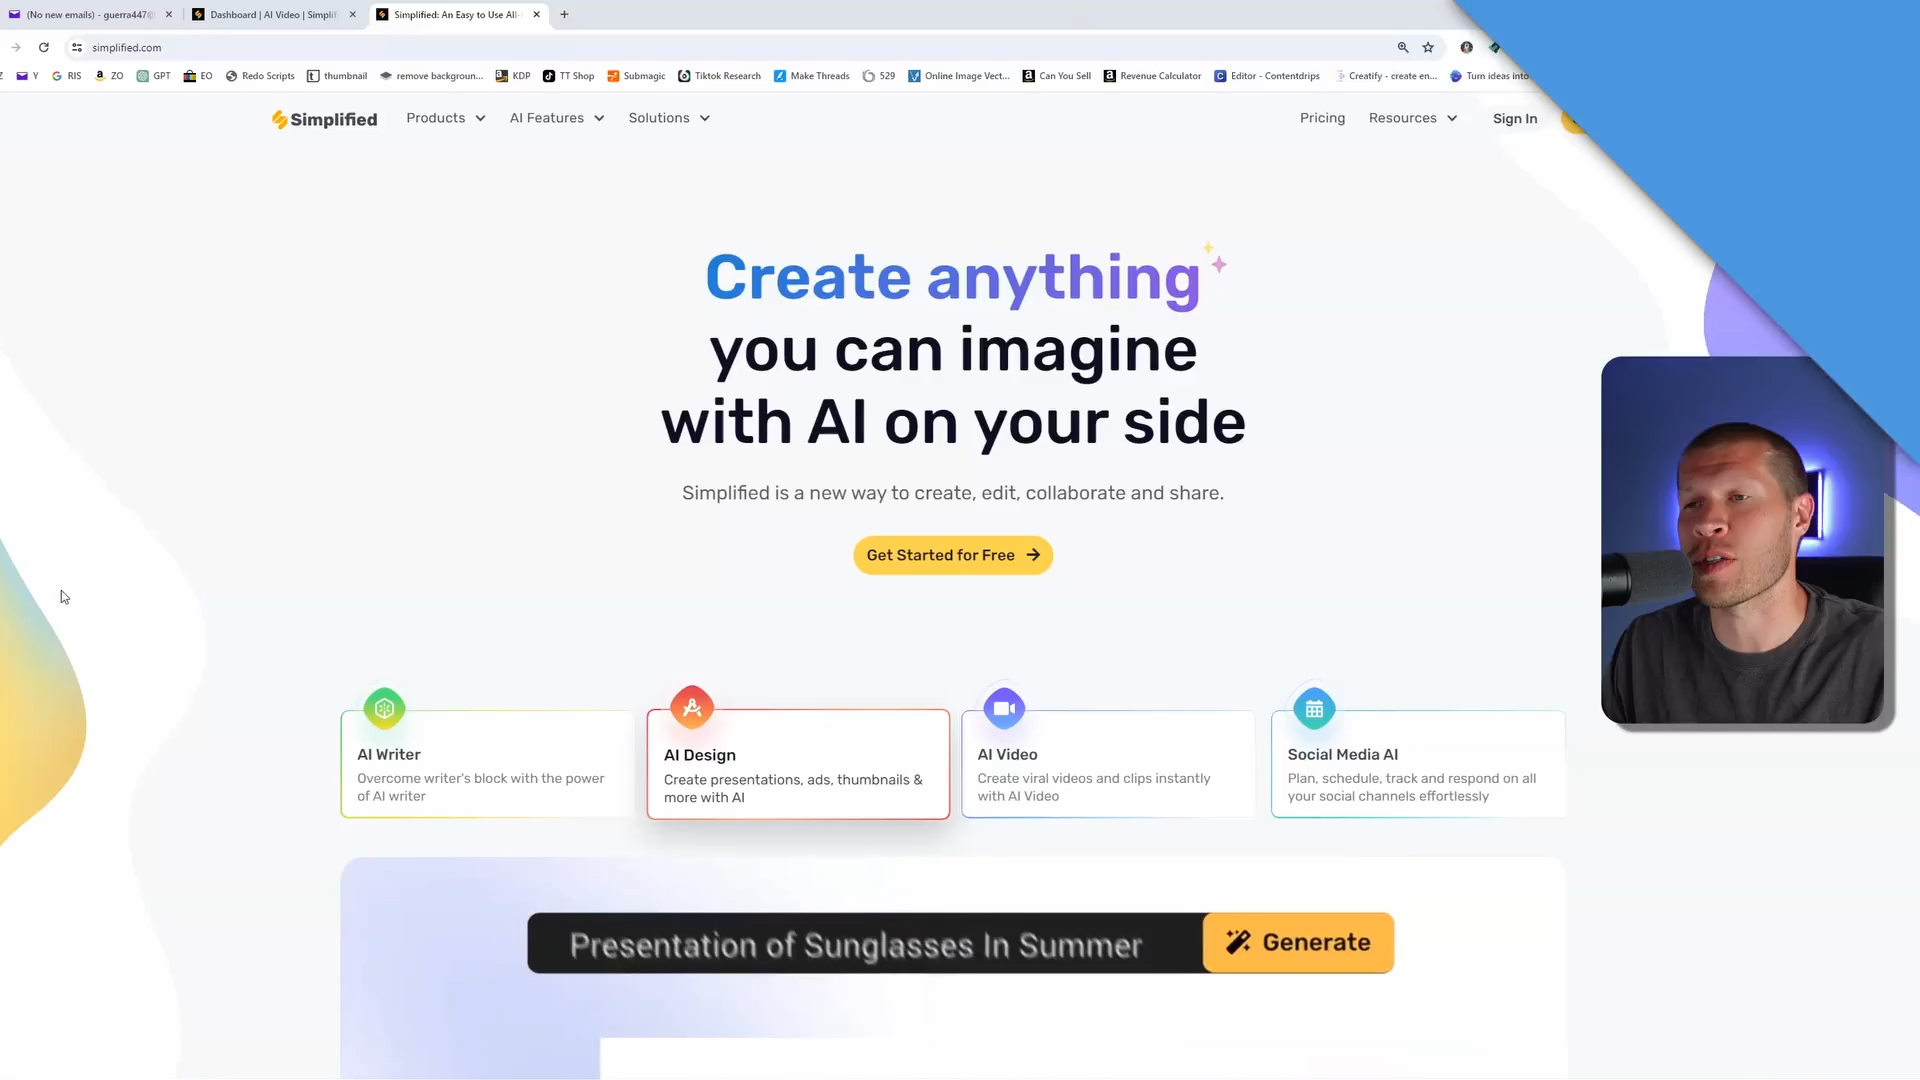 (No new emails) - guerra447@
Dashboard | AI Video | Simplifi
Simplified: An Easy to Use All-
simplified.com
Y
RIS
ZO
GPT
EO
Redo Scripts
thumbnail
remove backgroun...
KDP
TT Shop
Submagic
Tiktok Research
Make Threads
529
Online Image Vect...
Can You Sell
Revenue Calculator
Editor - Contentdrips
Creatify - create en...
Turn ideas into
Simplified
Products
AI Features
Solutions
Pricing
Resources
Sign In
Create anything
you can imagine
with AI on your side
Simplified is a new way to create, edit, collaborate and share.
Get Started for Free
AI Writer
Overcome writer's block with the power
of AI writer
AI Design
Create presentations, ads, thumbnails &
more with AI
AI Video
Create viral videos and clips instantly
with AI Video
Social Media AI
Plan, schedule, track and respond on all
your social channels effortlessly
Presentation of Sunglasses In Summer
Generate